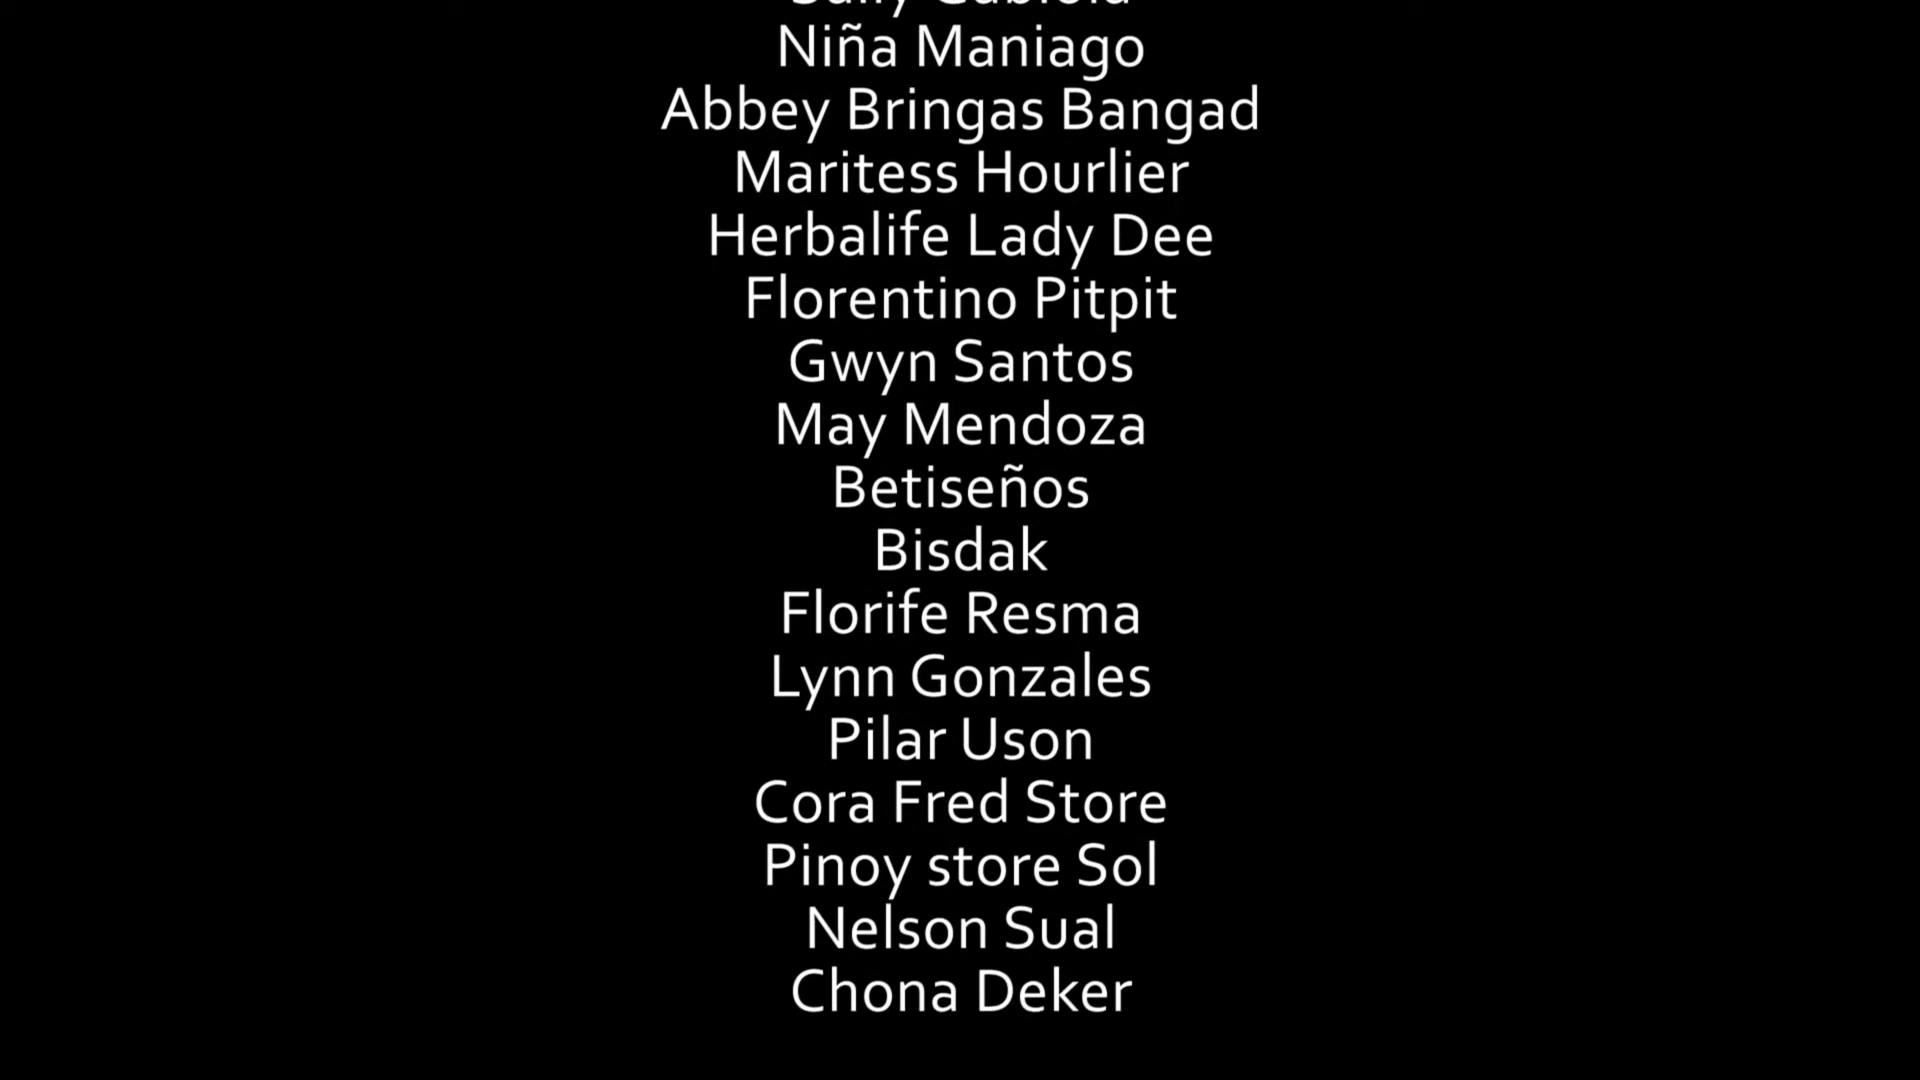 Niña Maniago
Abbey Bringas Bangad
Maritess Hourlier
Herbalife Lady Dee
Florentino Pitpit
Gwyn Santos
May Mendoza
Betiseños
Bisdak
Florife Resma
Lynn Gonzales
Pilar Uson
Cora Fred Store
Pinoy store Sol
Nelson Sual
Chona Deker